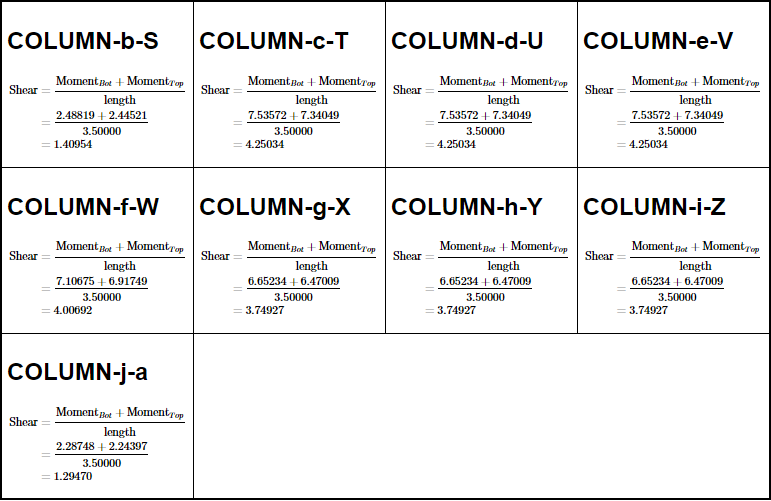 COLUMN-b-S
Shear = (Moment_Bot + Moment_Top) / length
= (2.48819 + 2.44521) / 3.50000
= 1.40954
COLUMN-c-T
Shear = (Moment_Bot + Moment_Top) / length
= (7.53572 + 7.34049) / 3.50000
= 4.25034
COLUMN-d-U
Shear = (Moment_Bot + Moment_Top) / length
= (7.53572 + 7.34049) / 3.50000
= 4.25034
COLUMN-e-V
Shear = (Moment_Bot + Moment_Top) / length
= (7.53572 + 7.34049) / 3.50000
= 4.25034
COLUMN-f-W
Shear = (Moment_Bot + Moment_Top) / length
= (7.10675 + 6.91749) / 3.50000
= 4.00692
COLUMN-g-X
Shear = (Moment_Bot + Moment_Top) / length
= (6.65234 + 6.47009) / 3.50000
= 3.74927
COLUMN-h-Y
Shear = (Moment_Bot + Moment_Top) / length
= (6.65234 + 6.47009) / 3.50000
= 3.74927
COLUMN-i-Z
Shear = (Moment_Bot + Moment_Top) / length
= (6.65234 + 6.47009) / 3.50000
= 3.74927
COLUMN-j-a
Shear = (Moment_Bot + Moment_Top) / length
= (2.28748 + 2.24397) / 3.50000
= 1.29470